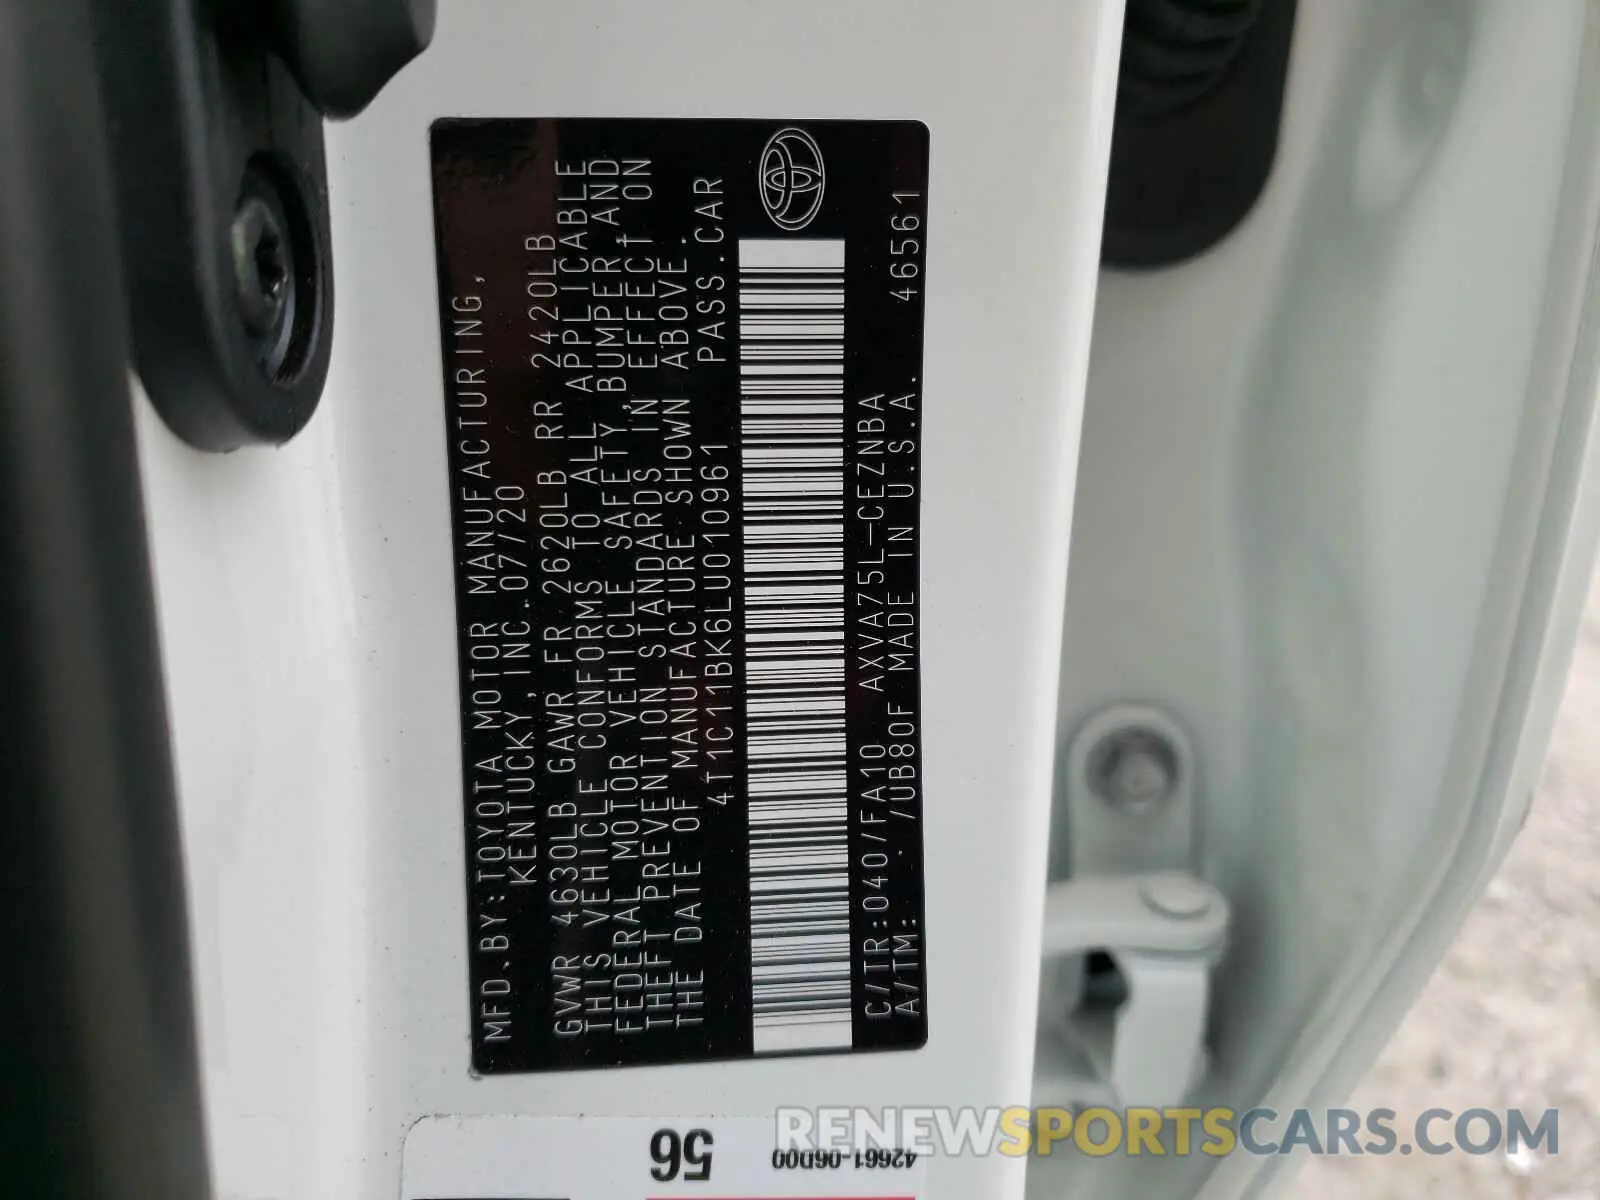 MFD.BY:TOYOTA MOTOR MANUFACTURING,
KENTUCKY,INC.07/20
GVWR 4630LB GAWR FR 2620LB RR 2420LB
THIS VEHICLE CONFORMS TO ALL APPLICABLE
FEDERAL MOTOR VEHICLE SAFETY,BUMPER,AND
THEFT PREVENTION STANDARDS IN EFFECT ON
THE DATE OF MANUFACTURE SHOWN ABOVE.
4T1C11BK6LU010961 PASS.CAR
C/TR:040/FA10 AXVA75L-CEZNBA
A/TM: . /UB80F MADE IN U.S.A. 46561
56
42661-06D00
RENEWSPORTSCARS.COM